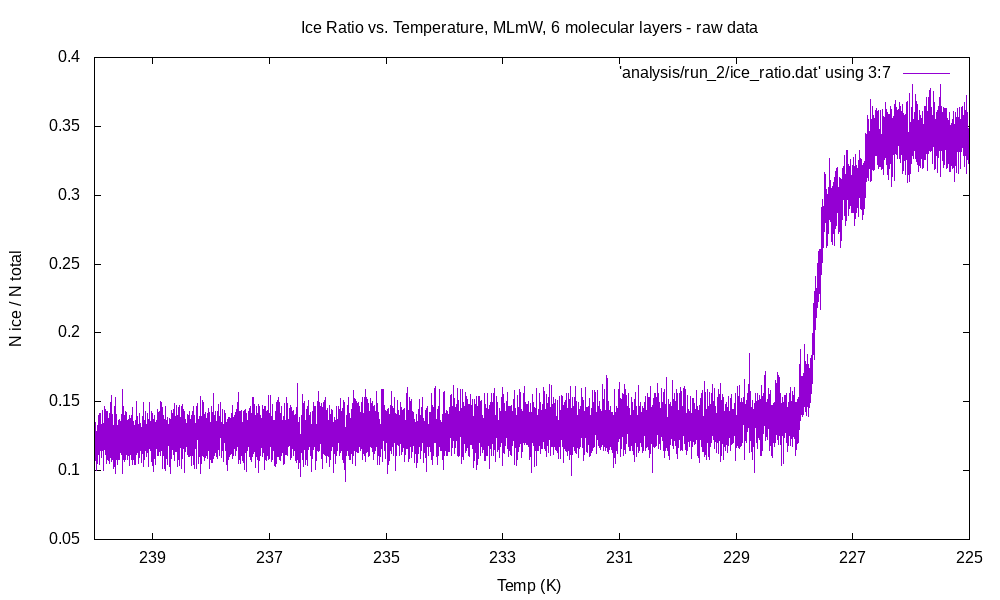 Ice Ratio vs. Temperature, MLmW, 6 molecular layers - raw data
0.4
'analysis/run_2/ice_ratio.dat' using 3:7
0.35
0.3
0.25
N ice / N total
0.2
0.15
0.1
0.05
239 237 235 233 231 229 227 225
Temp (K)